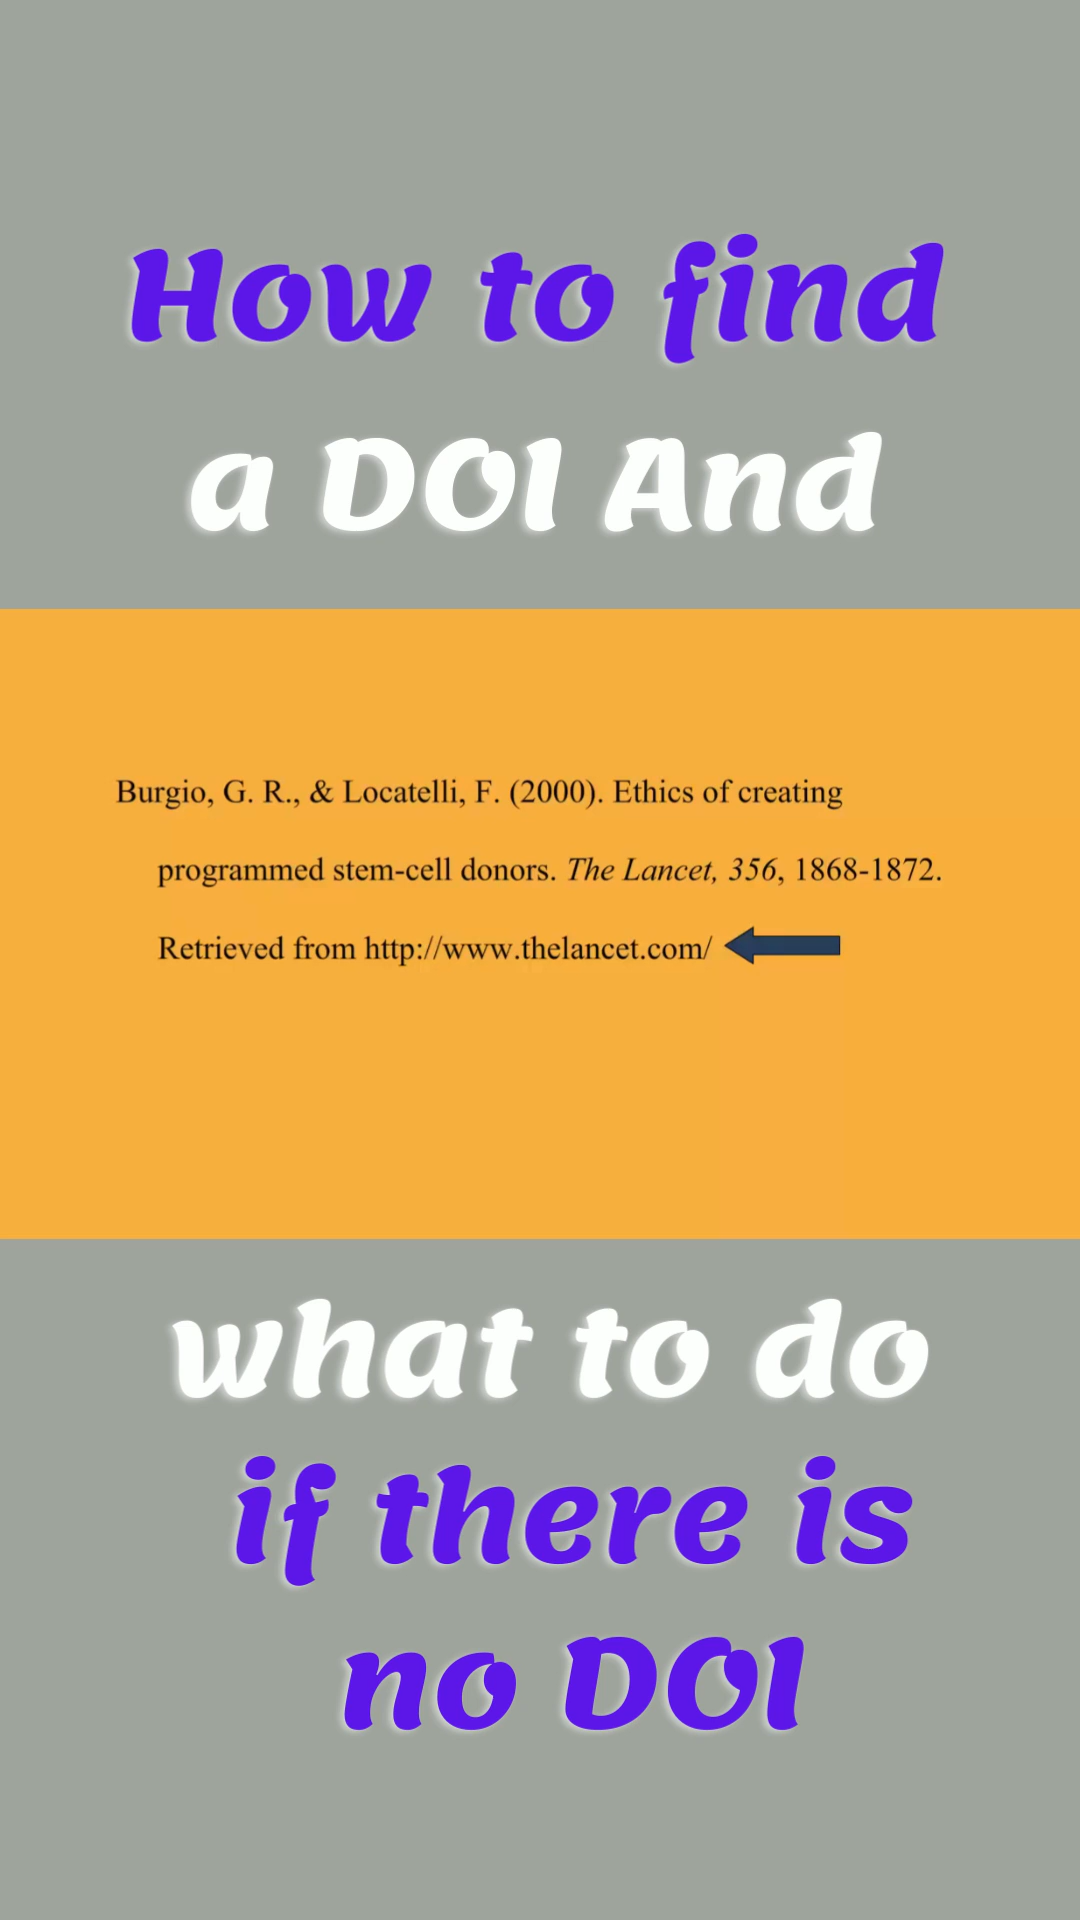 How to find
a DOI And
Burgio, G. R., & Locatelli, F. (2000). Ethics of creating
programmed stem-cell donors. The Lancet, 356, 1868-1872.
Retrieved from http://www.thelancet.com/
what to do
if there is
no DOI